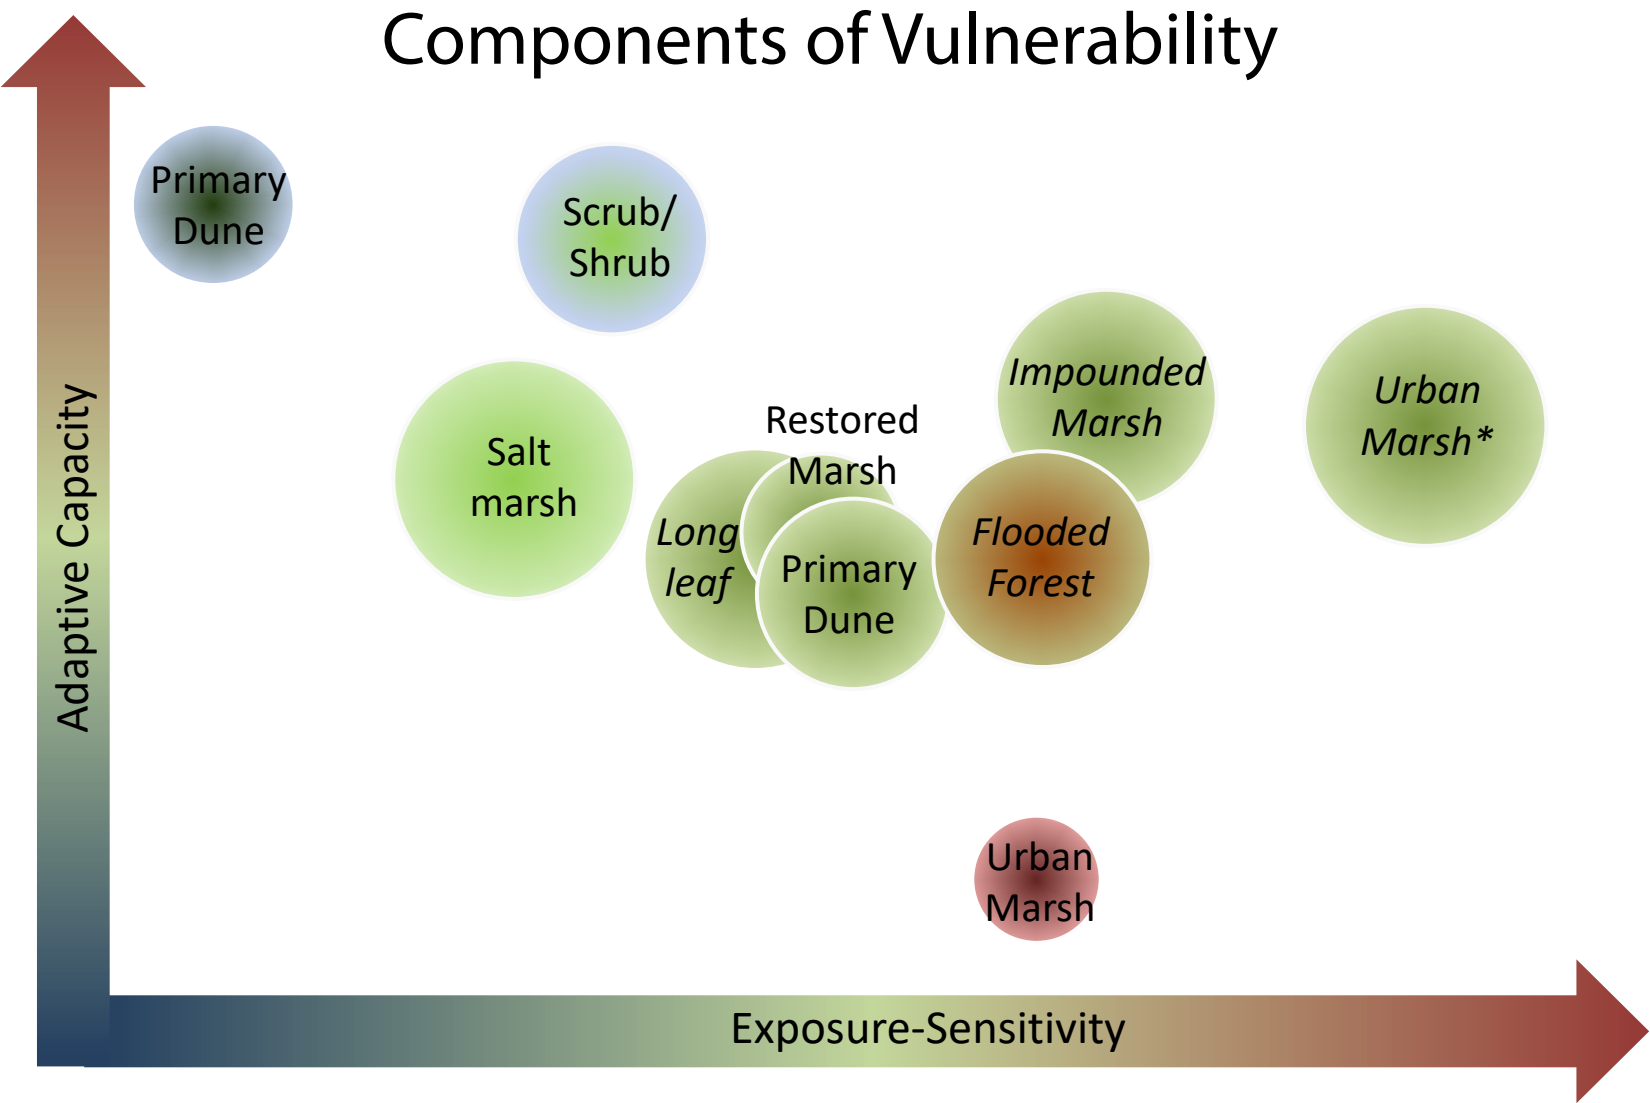 Components of Vulnerability
Primary
Dune
Scrub/
Shrub
Impounded
Marsh
Urban
Marsh*
Salt
marsh
Restored
Marsh
Long
leaf
Primary
Dune
Flooded
Forest
Urban
Marsh
Adaptive Capacity
Exposure-Sensitivity